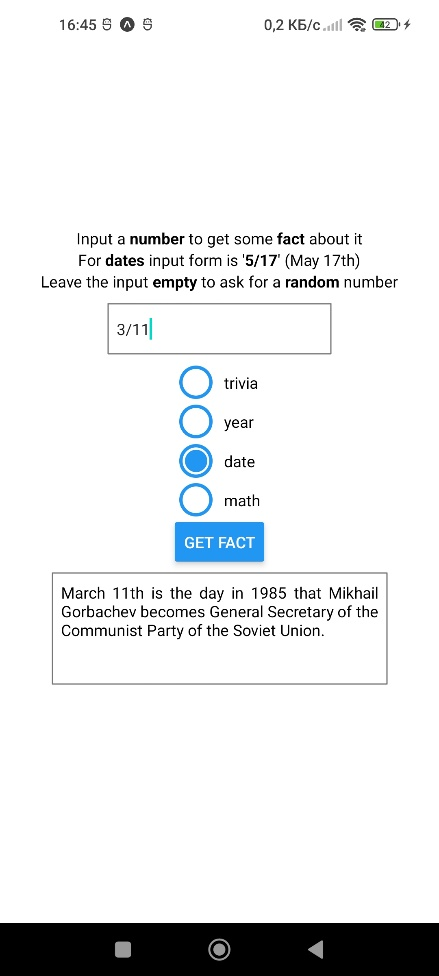 16:45 0,2 КБ/с 42
Input a number to get some fact about it
For dates input form is '5/17' (May 17th)
Leave the input empty to ask for a random number
3/11
trivia
year
date
math
GET FACT
March 11th is the day in 1985 that Mikhail
Gorbachev becomes General Secretary of the
Communist Party of the Soviet Union.